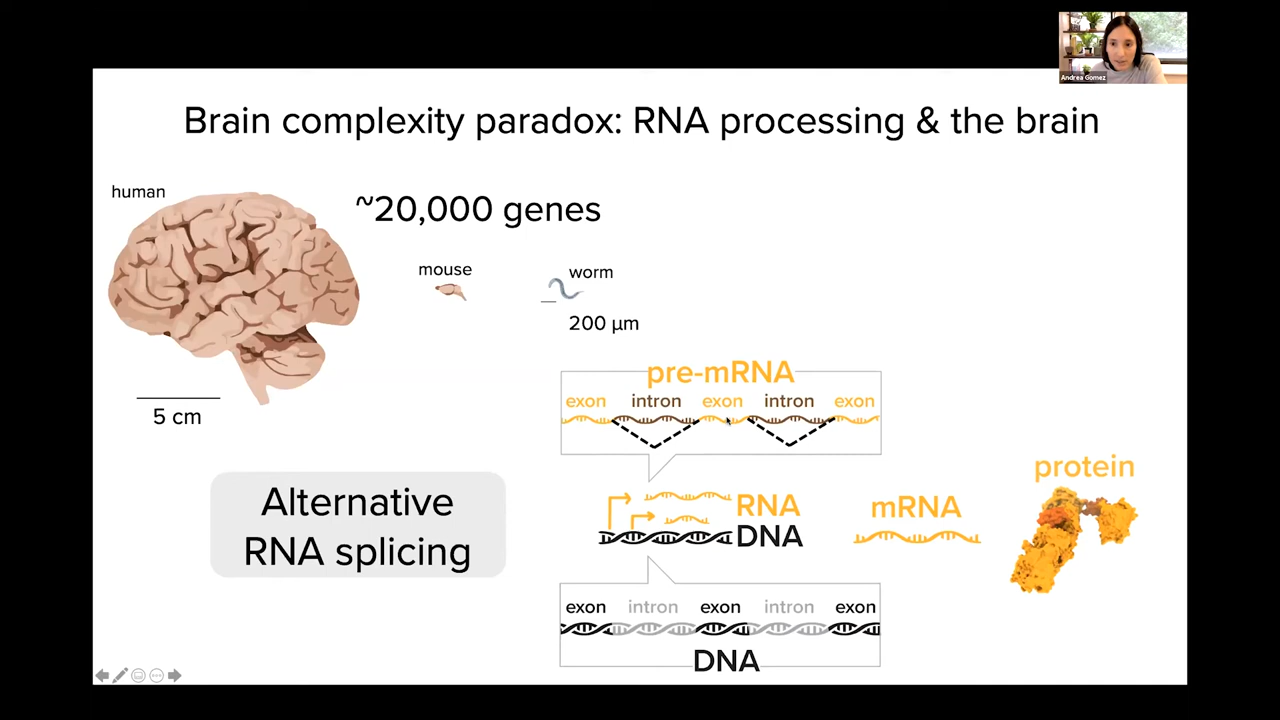 Andrea Gomez
Brain complexity paradox: RNA processing & the brain
human
~20,000 genes
mouse
worm
200 µm
5 cm
pre-mRNA
exon intron exon intron exon
Alternative
RNA splicing
RNA
DNA
mRNA
protein
exon intron exon intron exon
DNA